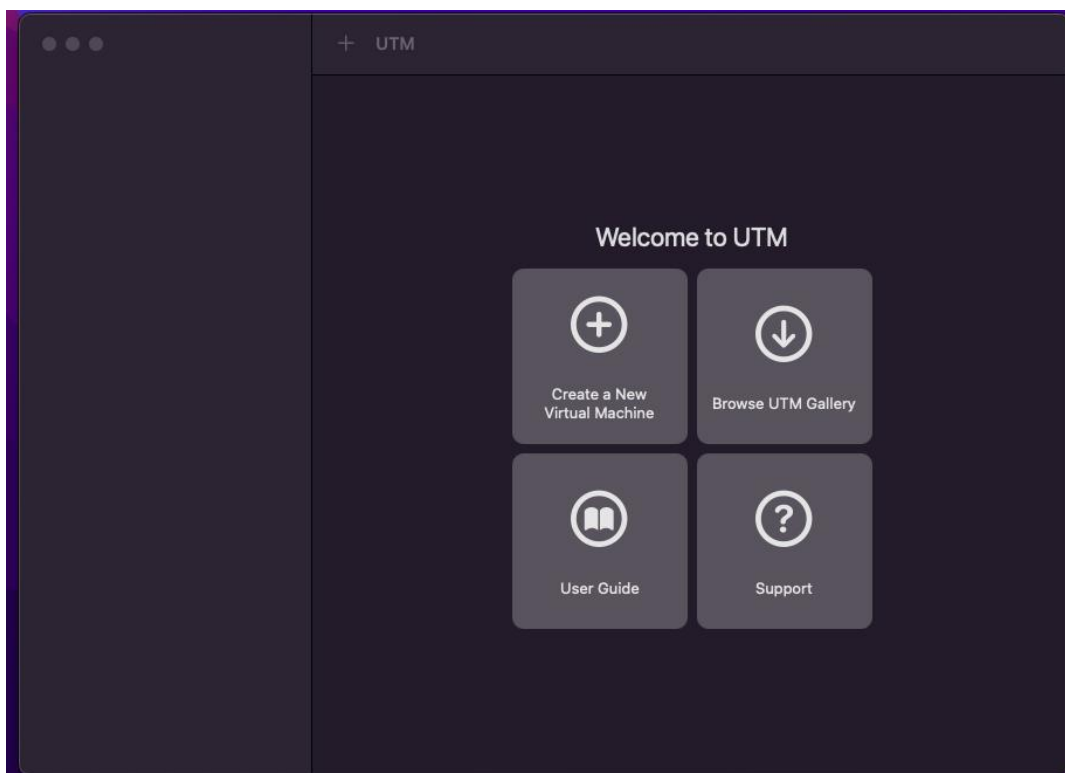 UTM
Welcome to UTM
Create a New
Virtual Machine
Browse UTM Gallery
User Guide
Support